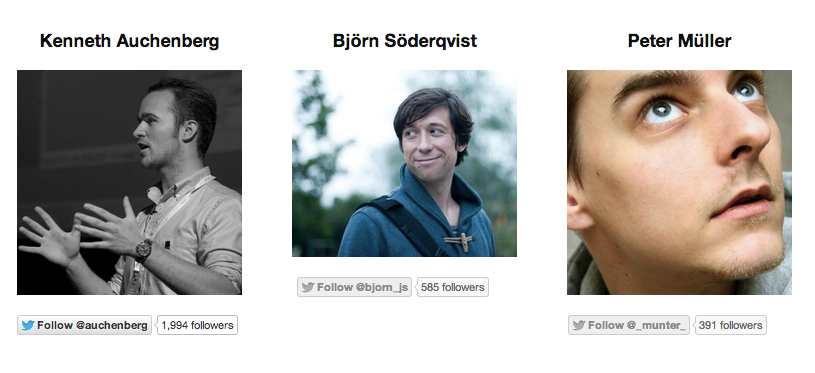 Kenneth Auchenberg
Björn Söderqvist
Peter Müller
Follow @auchenberg
1,994 followers
Follow @bjorn_js
585 followers
Follow @_munter_
391 followers